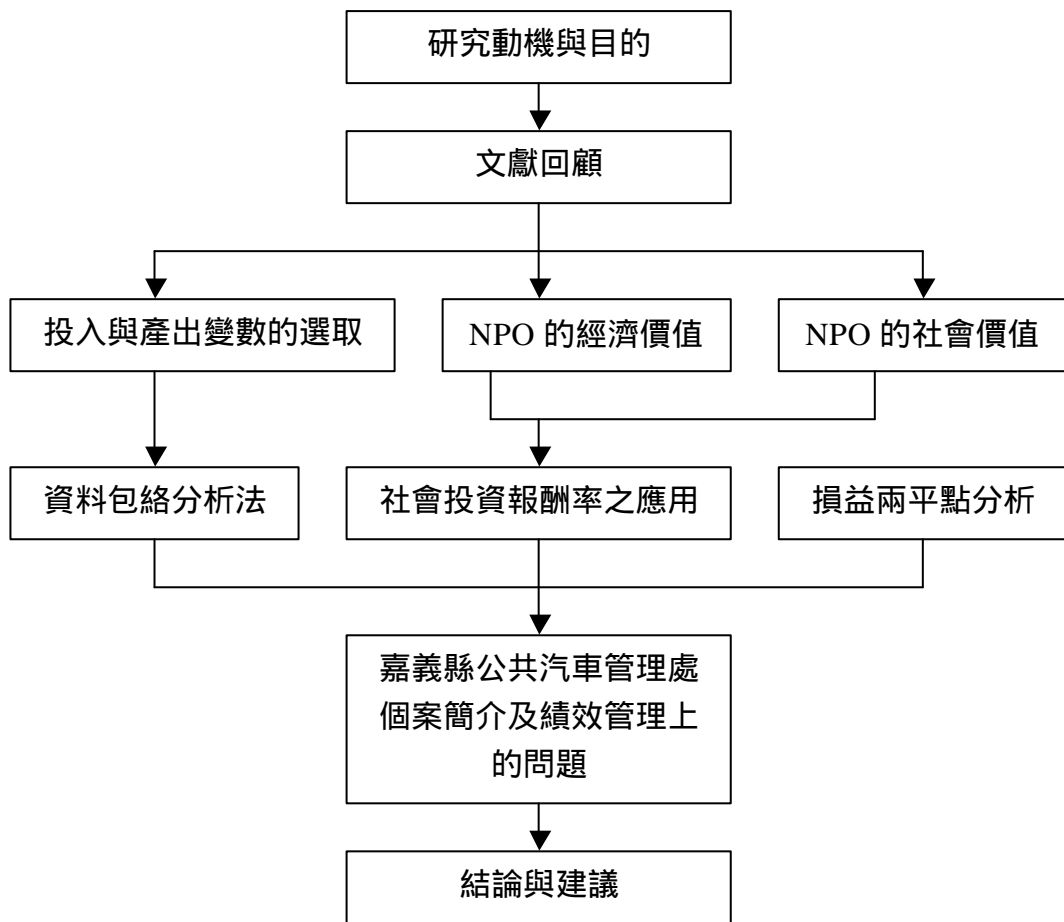 研究動機與目的
文獻回顧
投入與產出變數的選取
NPO 的經濟價值
NPO 的社會價值
資料包絡分析法
社會投資報酬率之應用
損益兩平點分析
嘉義縣公共汽車管理處
個案簡介及績效管理上
的問題
結論與建議